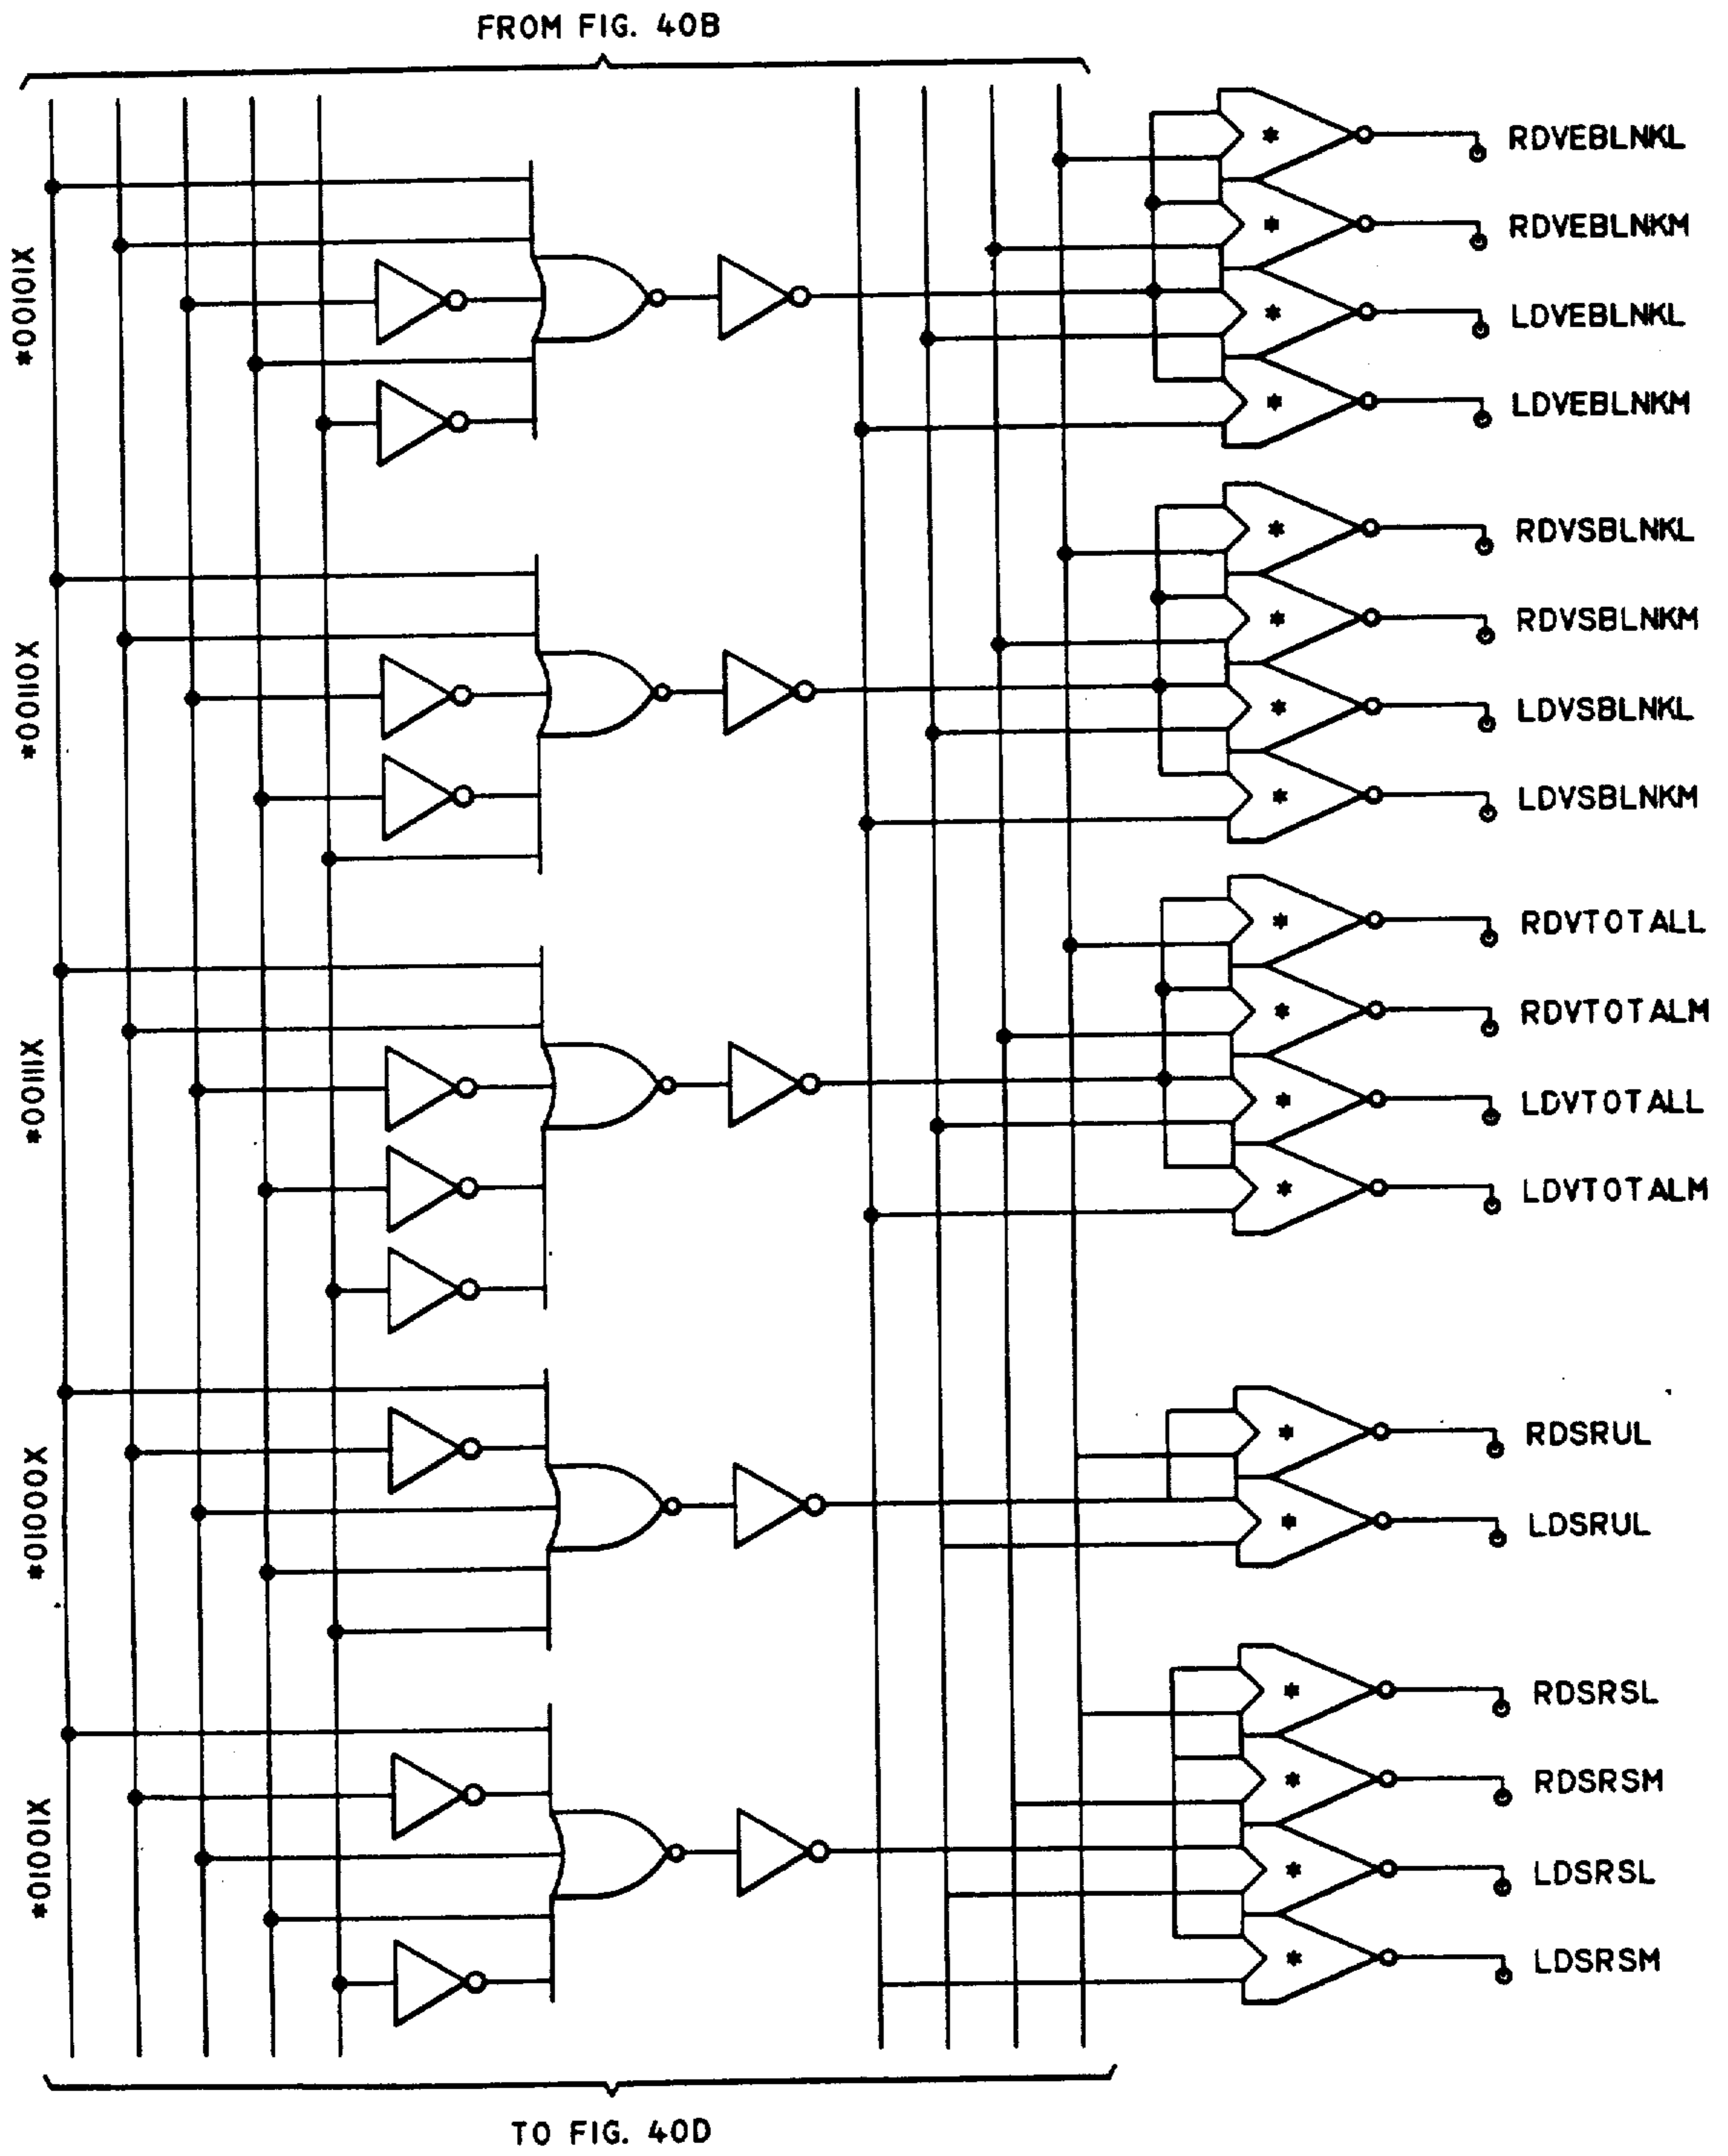 FROM FIG. 40B
*00101X
RDVEBLNKL
RDVEBLNKM
LDVEBLNKL
LDVEBLNKM
*00110X
RDVSBLNKL
RDVSBLNKM
LDVSBLNKL
LDVSBLNKM
*00111X
RDVTOTALL
RDVTOTALM
LDVTOTALL
LDVTOTALM
*01000X
RDSRUL
LDSRUL
*01001X
RDSRSL
RDSRSM
LDSRSL
LDSRSM
TO FIG. 40D